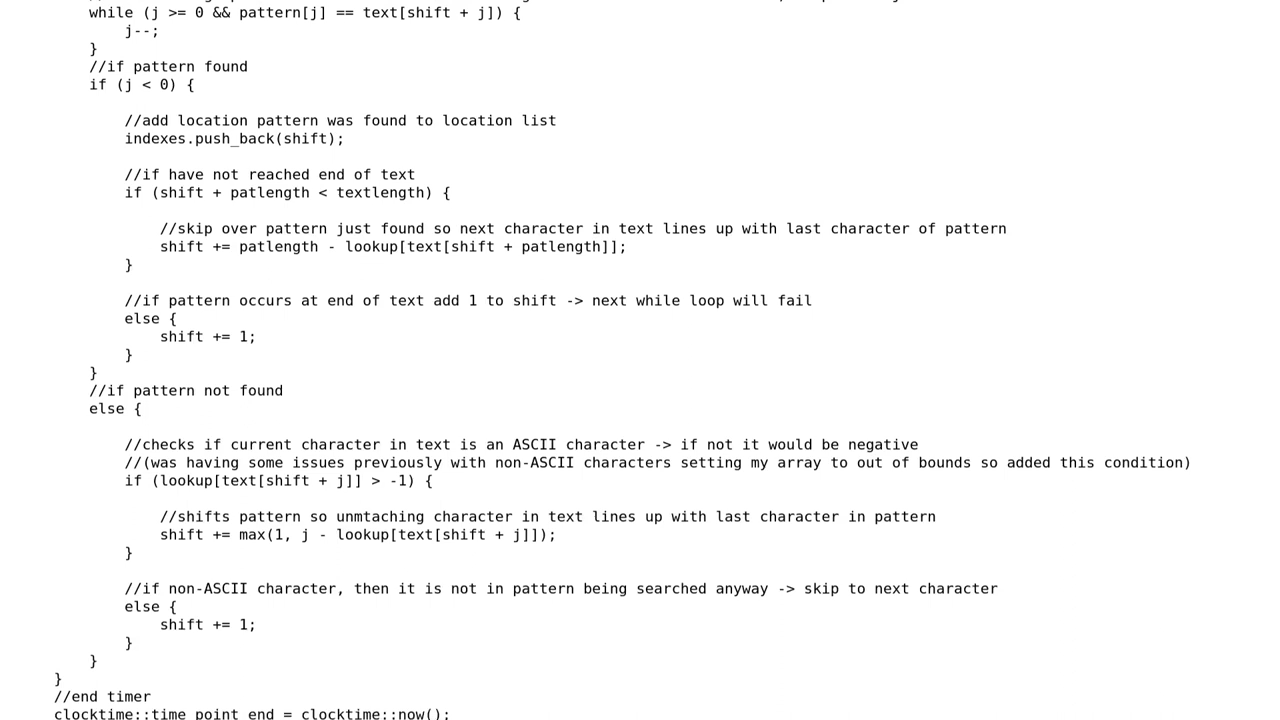 while (j >= 0 && pattern[j] == text[shift + j]) {
j--;
}
//if pattern found
if (j < 0) {
//add location pattern was found to location list
indexes.push_back(shift);
//if have not reached end of text
if (shift + patlength < textlength) {
//skip over pattern just found so next character in text lines up with last character of pattern
shift += patlength - lookup[text[shift + patlength]];
}
//if pattern occurs at end of text add 1 to shift -> next while loop will fail
else {
shift += 1;
}
}
//if pattern not found
else {
//checks if current character in text is an ASCII character -> if not it would be negative
//(was having some issues previously with non-ASCII characters setting my array to out of bounds so added this condition)
if (lookup[text[shift + j]] > -1) {
//shifts pattern so unmtaching character in text lines up with last character in pattern
shift += max(1, j - lookup[text[shift + j]]);
}
//if non-ASCII character, then it is not in pattern being searched anyway -> skip to next character
else {
shift += 1;
}
}
}
//end timer
clocktime::time_point end = clocktime::now();